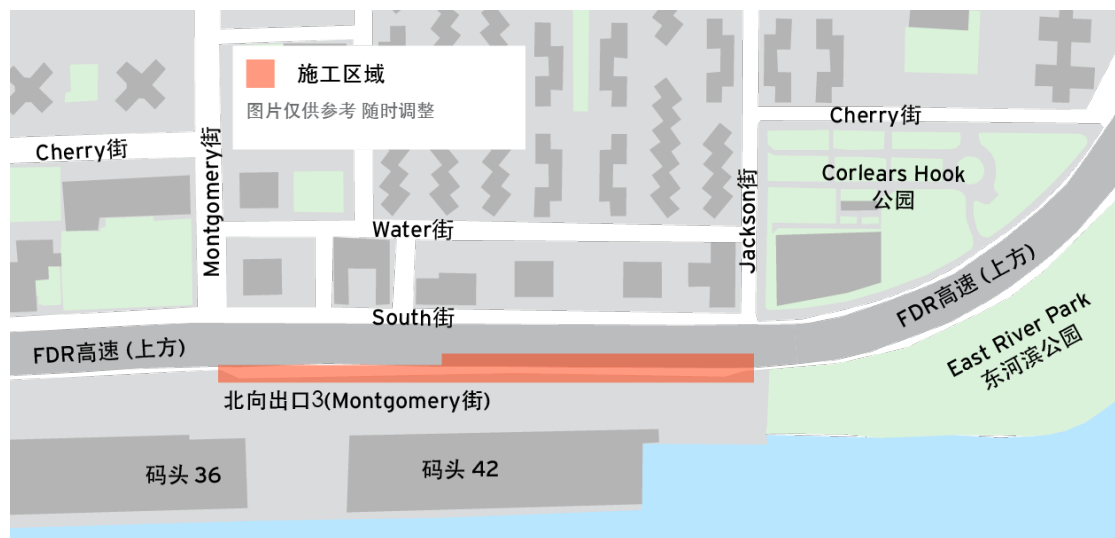 施工区域
图片仅供参考 随时调整
Cherry街
Cherry街
Montgomery街
Corlears Hook
公园
Jackson街
Water街
South街
FDR高速 (上方)
FDR高速 (上方)
East River Park
东河滨公园
北向出口3(Montgomery街)
码头 36
码头 42